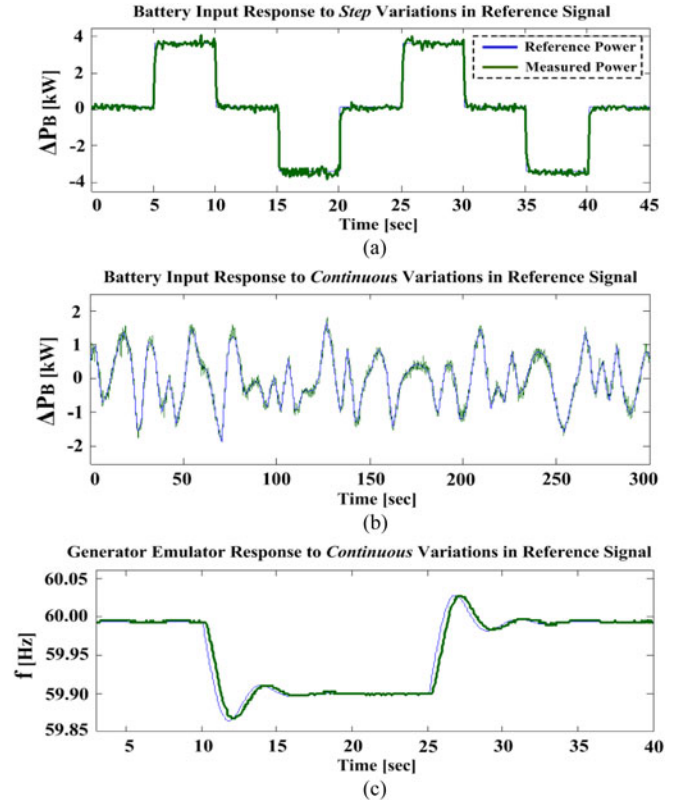 Battery Input Response to Step Variations in Reference Signal
4
2
0
-2
-4
ΔPB [kW]
Reference Power
Measured Power
0 5 10 15 20 25 30 35 40 45
Time [sec]
(a)
Battery Input Response to Continuous Variations in Reference Signal
2
1
0
-1
-2
ΔPB [kW]
0 50 100 150 200 250 300
Time [sec]
(b)
Generator Emulator Response to Continuous Variations in Reference Signal
60.05
60.00
59.95
59.90
59.85
f [Hz]
5 10 15 20 25 30 35 40
Time [sec]
(c)